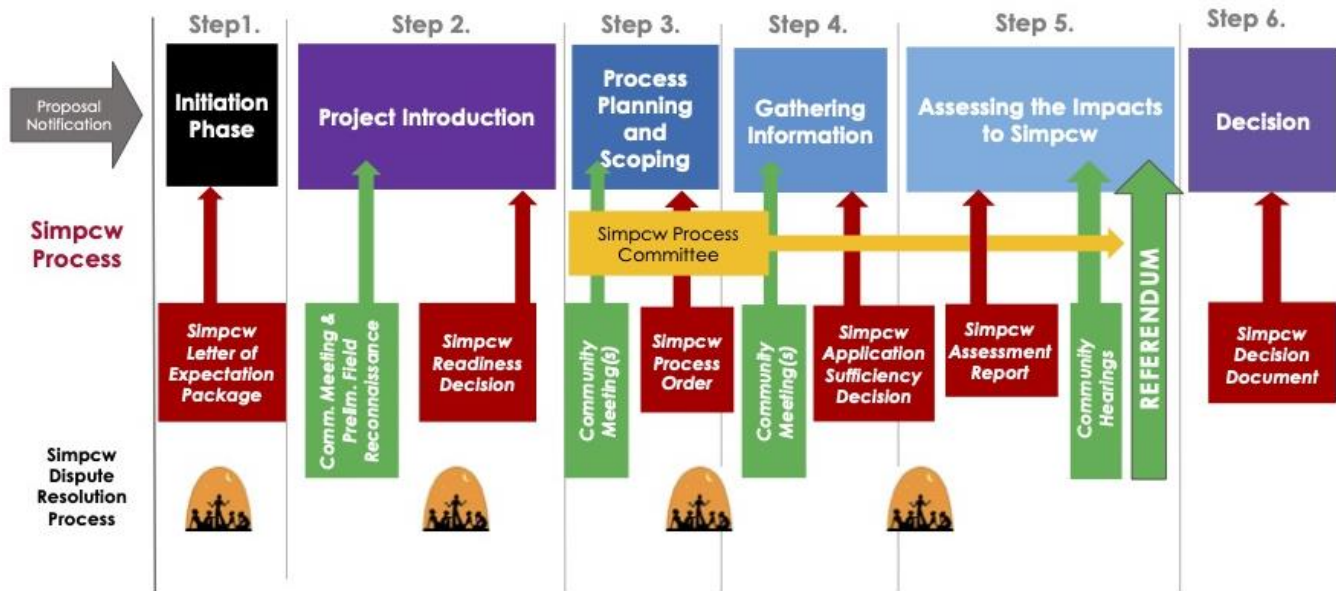 Step1.
Step 2.
Step 3.
Step 4.
Step 5.
Step 6.
Proposal
Notification
Initiation
Phase
Project Introduction
Process
Planning
and
Scoping
Gathering
Information
Assessing the Impacts
to Simpcw
Decision
Simpcw
Process
Simpcw Process
Committee
Simpcw
Letter of
Expectation
Package
Comm. Meeting &
Prelim. Field
Reconnaissance
Simpcw
Readiness
Decision
Community
Meeting(s)
Simpcw
Process
Order
Community
Meeting(s)
Simpcw
Application
Sufficiency
Decision
Simpcw
Assessment
Report
Community
Hearings
REFERENDUM
Simpcw
Decision
Document
Simpcw
Dispute
Resolution
Process